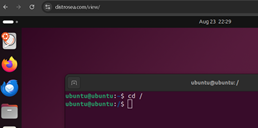 distrosea.com/view/
Aug 23 22:29
ubuntu@ubuntu: /
ubuntu@ubuntu:~$ cd /
ubuntu@ubuntu:/$